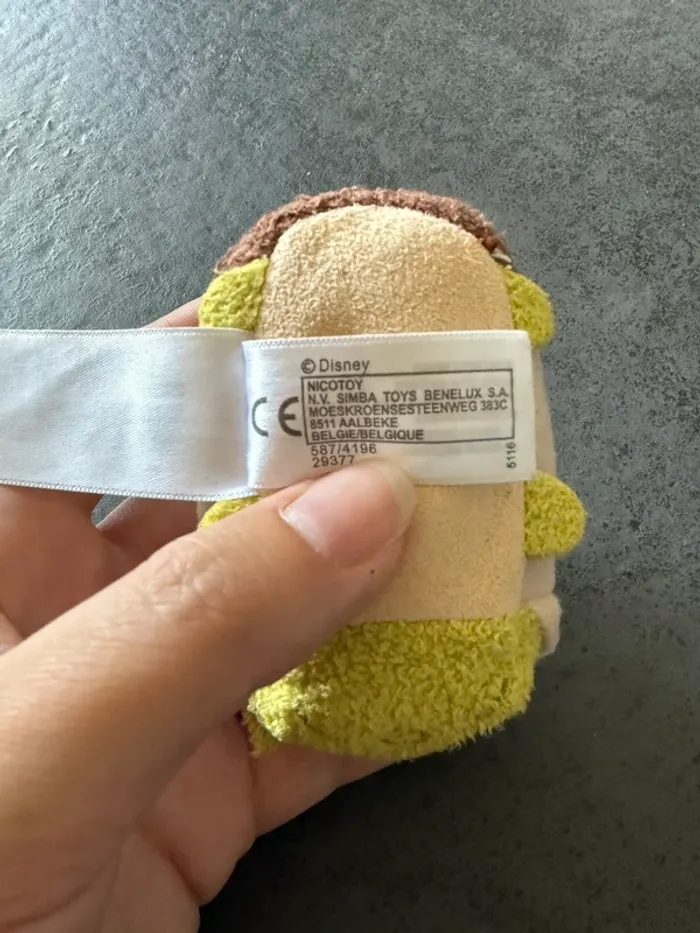 © Disney
CE
NICOTOY
N.V. SIMBA TOYS BENELUX S.A.
MOESKROENSESTEENWEG 383C
8511 AALBEKE
BELGIE/BELGIQUE
587/4196
29377
5116